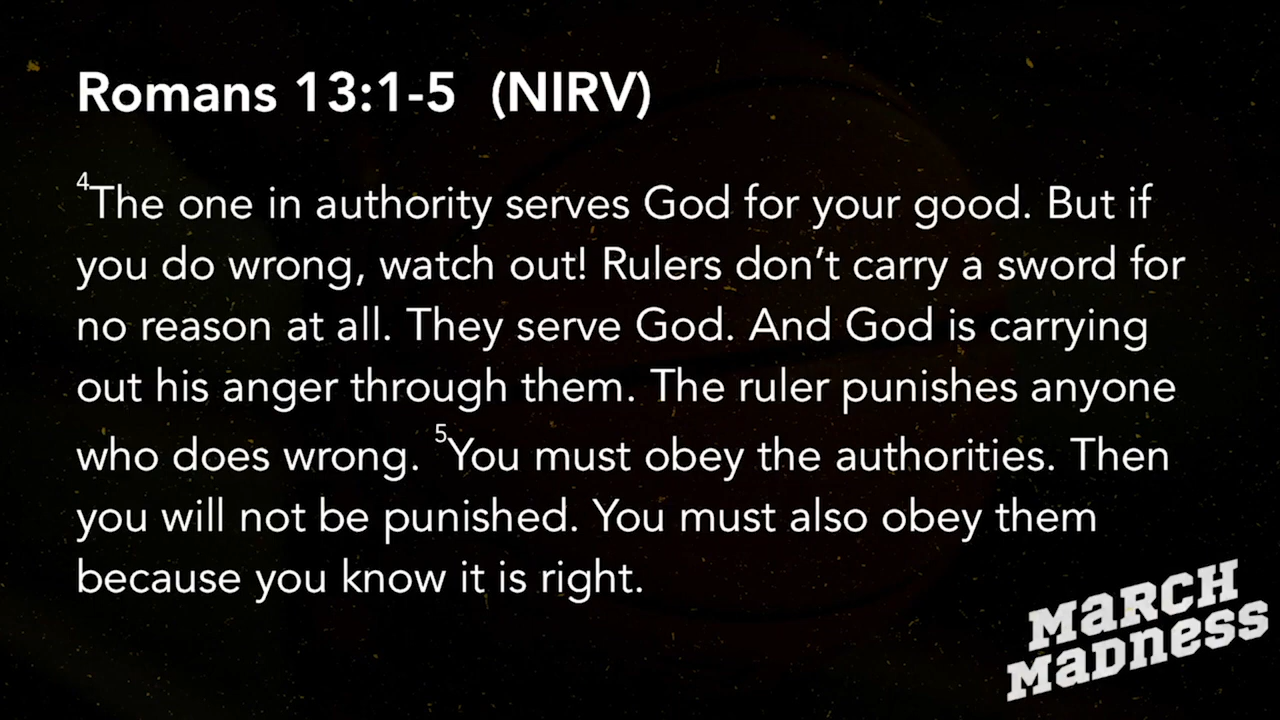 Romans 13:1-5 (NIRV)
⁴The one in authority serves God for your good. But if
you do wrong, watch out! Rulers don’t carry a sword for
no reason at all. They serve God. And God is carrying
out his anger through them. The ruler punishes anyone
who does wrong. ⁵You must obey the authorities. Then
you will not be punished. You must also obey them
because you know it is right.
MaRCH
MaDness